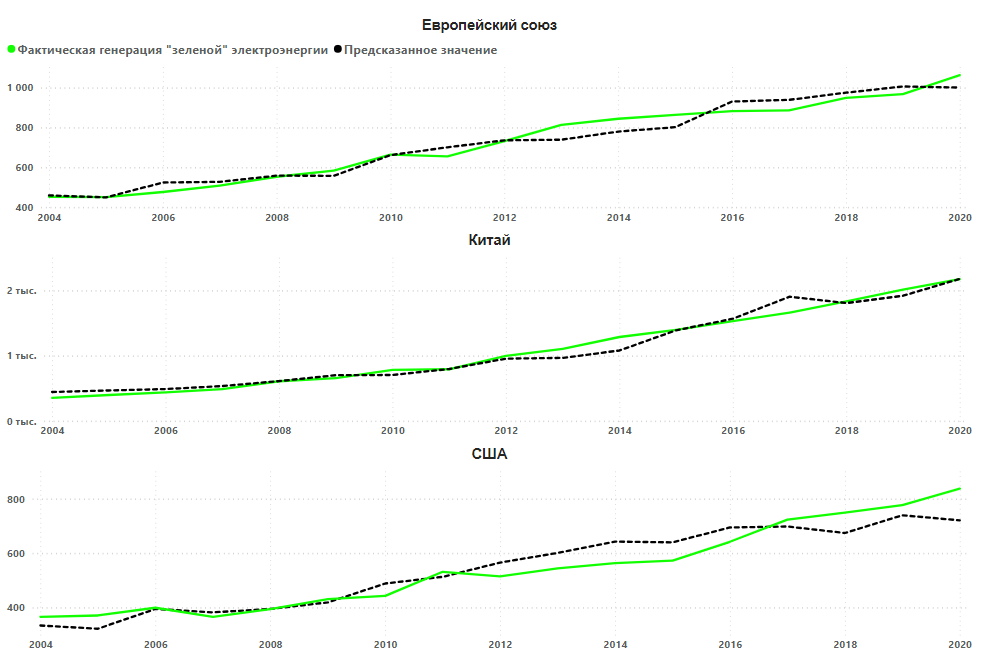 Европейский союз
Фактическая генерация "зеленой" электроэнергии Предсказанное значение
1 000
800
600
400
2004 2006 2008 2010 2012 2014 2016 2018 2020
Китай
2 тыс.
1 тыс.
0 тыс.
2004 2006 2008 2010 2012 2014 2016 2018 2020
США
800
600
400
2004 2006 2008 2010 2012 2014 2016 2018 2020